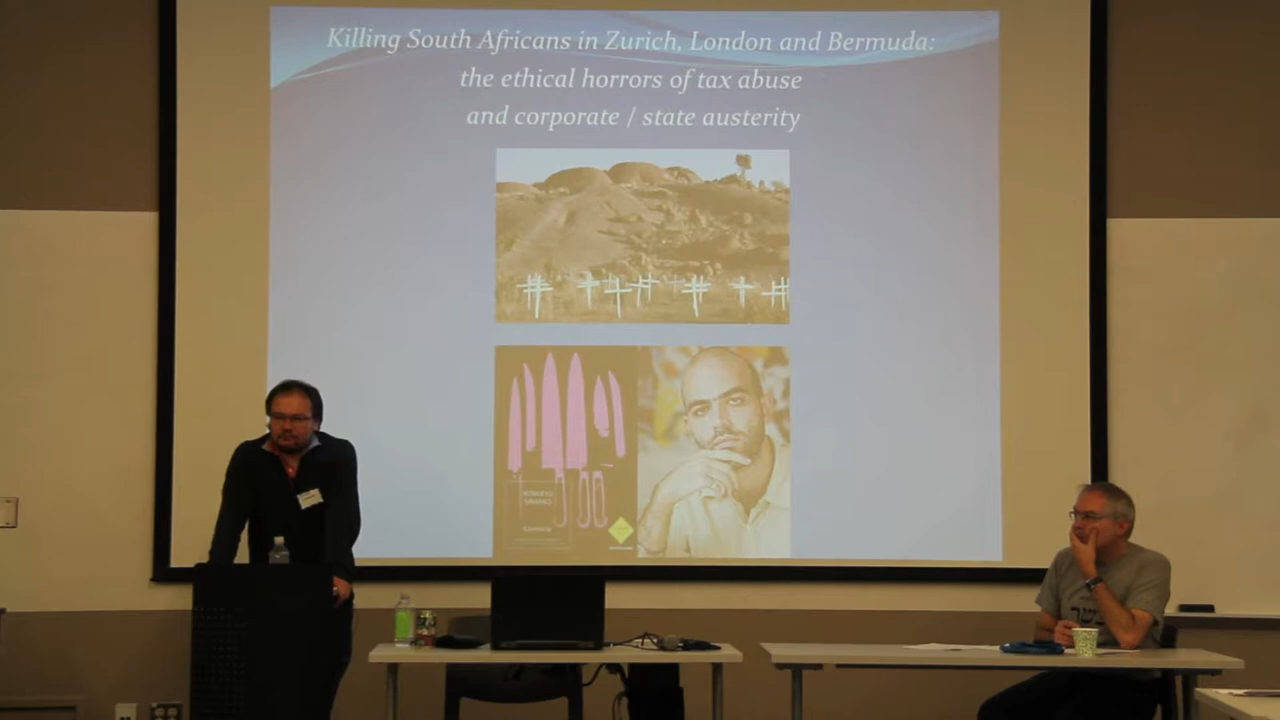 Killing South Africans in Zurich, London and Bermuda:
the ethical horrors of tax abuse
and corporate / state austerity